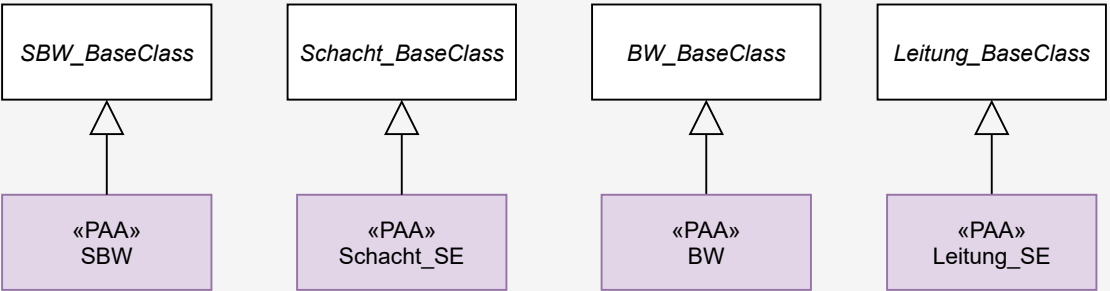 SBW_BaseClass
Schacht_BaseClass
BW_BaseClass
Leitung_BaseClass
«PAA»
SBW
«PAA»
Schacht_SE
«PAA»
BW
«PAA»
Leitung_SE